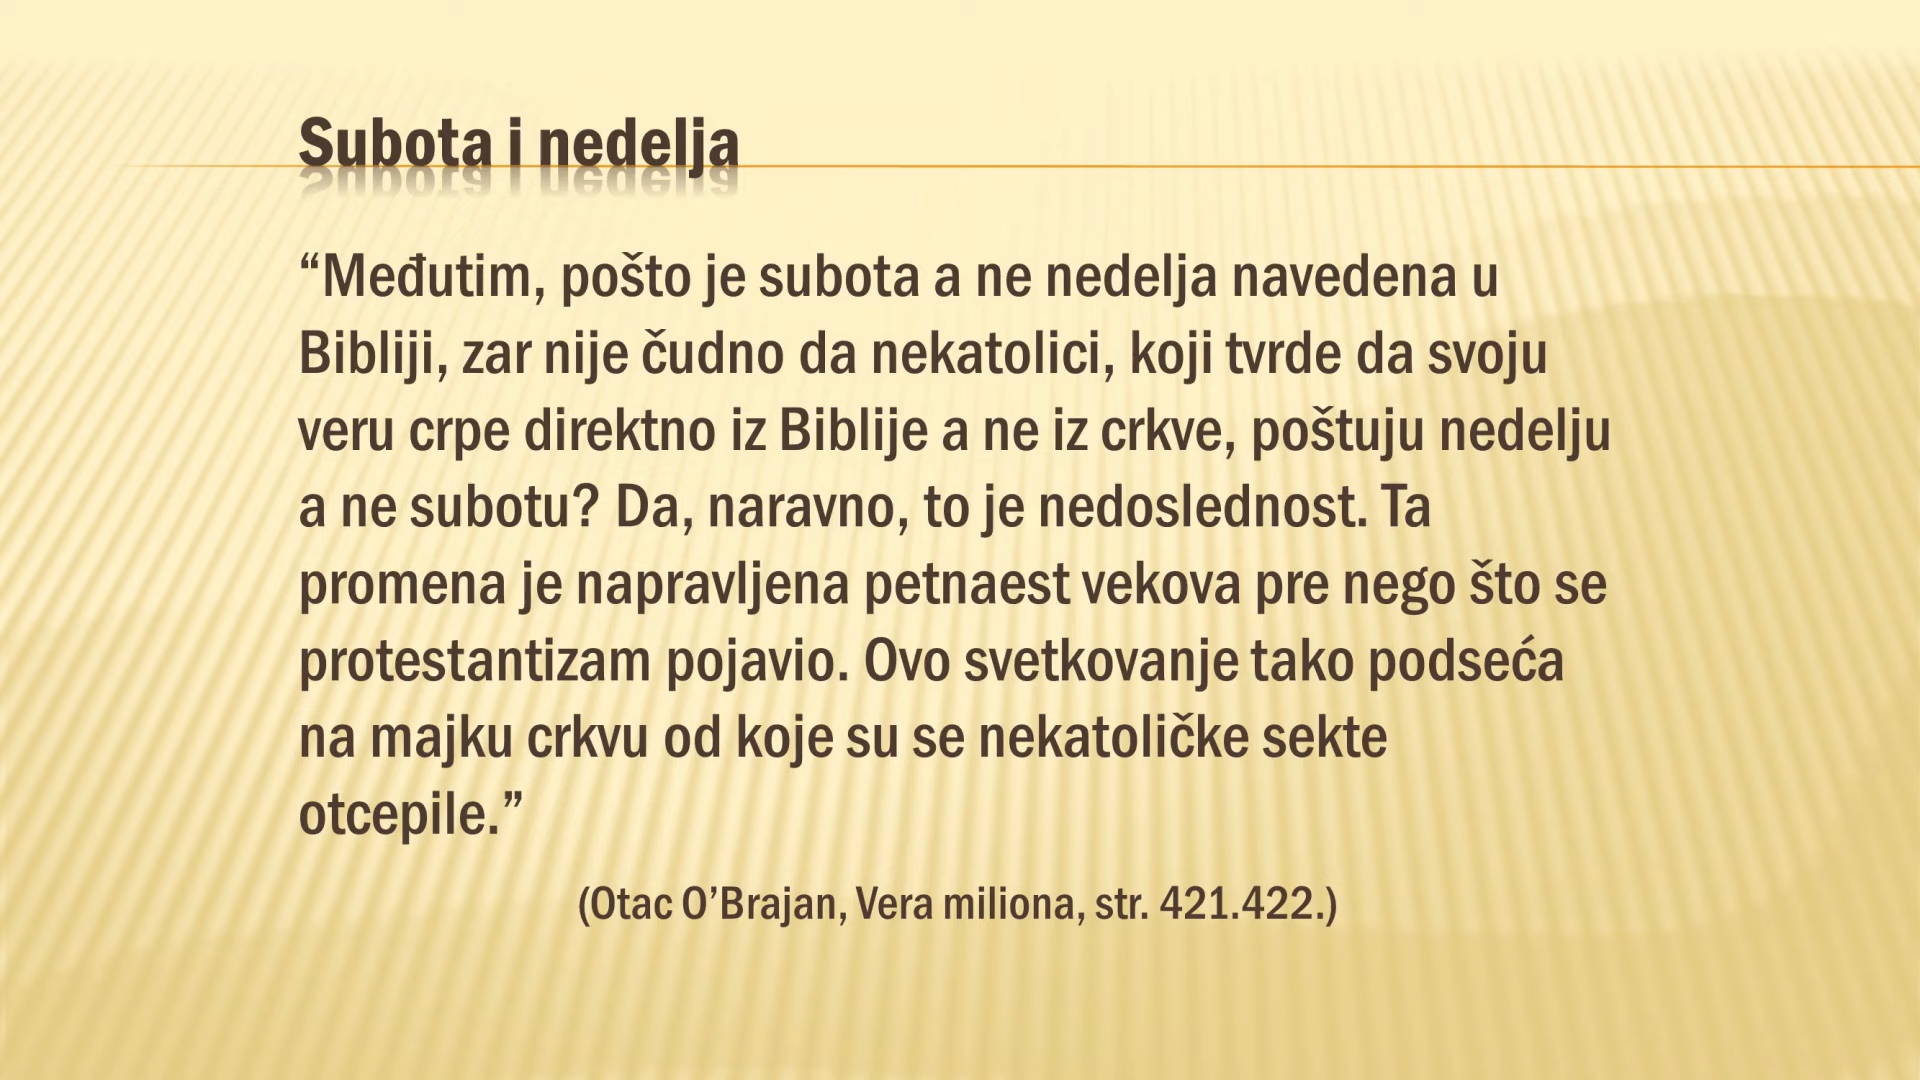 Subota i nedelja
“Međutim, pošto je subota a ne nedelja navedena u
Bibliji, zar nije čudno da nekatolici, koji tvrde da svoju
veru crpe direktno iz Biblije a ne iz crkve, poštuju nedelju
a ne subotu? Da, naravno, to je nedoslednost. Ta
promena je napravljena petnaest vekova pre nego što se
protestantizam pojavio. Ovo svetkovanje tako podseća
na majku crkvu od koje su se nekatoličke sekte
otcepile.”
(Otac O’Brajan, Vera miliona, str. 421.422.)